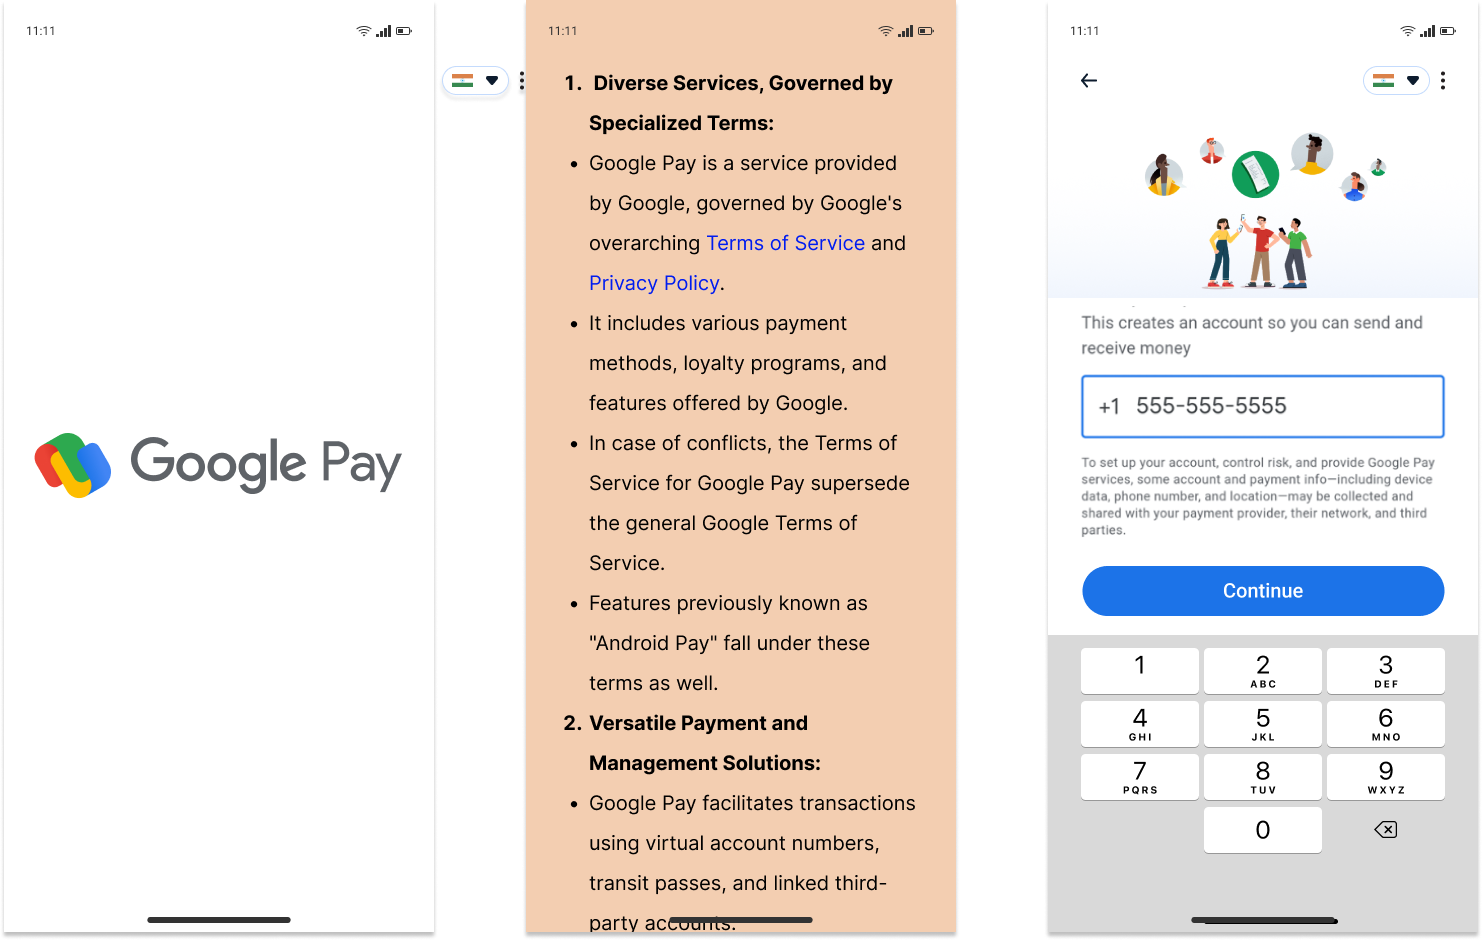 11:11
Google Pay
11:11
1. Diverse Services, Governed by
Specialized Terms:
• Google Pay is a service provided
by Google, governed by Google's
overarching Terms of Service and
Privacy Policy.
• It includes various payment
methods, loyalty programs, and
features offered by Google.
• In case of conflicts, the Terms of
Service for Google Pay supersede
the general Google Terms of
Service.
• Features previously known as
"Android Pay" fall under these
terms as well.
2. Versatile Payment and
Management Solutions:
• Google Pay facilitates transactions
using virtual account numbers,
transit passes, and linked third-
party accounts.
11:11
This creates an account so you can send and
receive money
+1 555-555-5555
To set up your account, control risk, and provide Google Pay
services, some account and payment info—including device
data, phone number, and location—may be collected and
shared with your payment provider, their network, and third
parties.
Continue
1 2 3
ABC DEF
4 5 6
GHI JKL MNO
7 8 9
PQRS TUV WXYZ
0